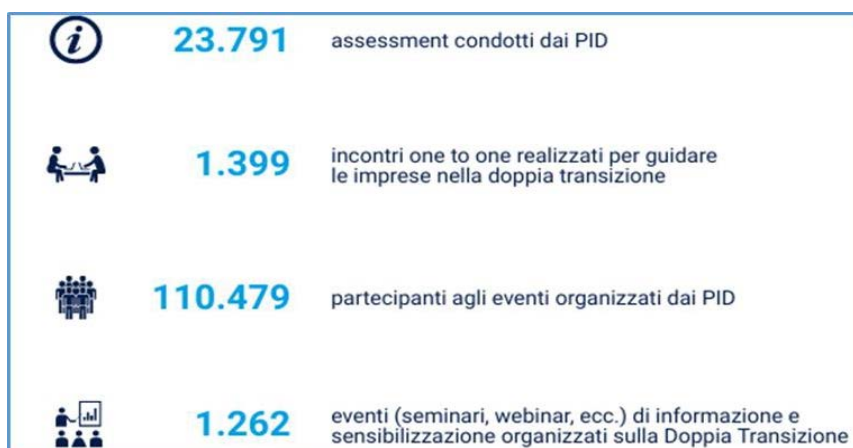 i
23.791 assessment condotti dai PID
1.399 incontri one to one realizzati per guidare
le imprese nella doppia transizione
110.479 partecipanti agli eventi organizzati dai PID
1.262 eventi (seminari, webinar, ecc.) di informazione e
sensibilizzazione organizzati sulla Doppia Transizione